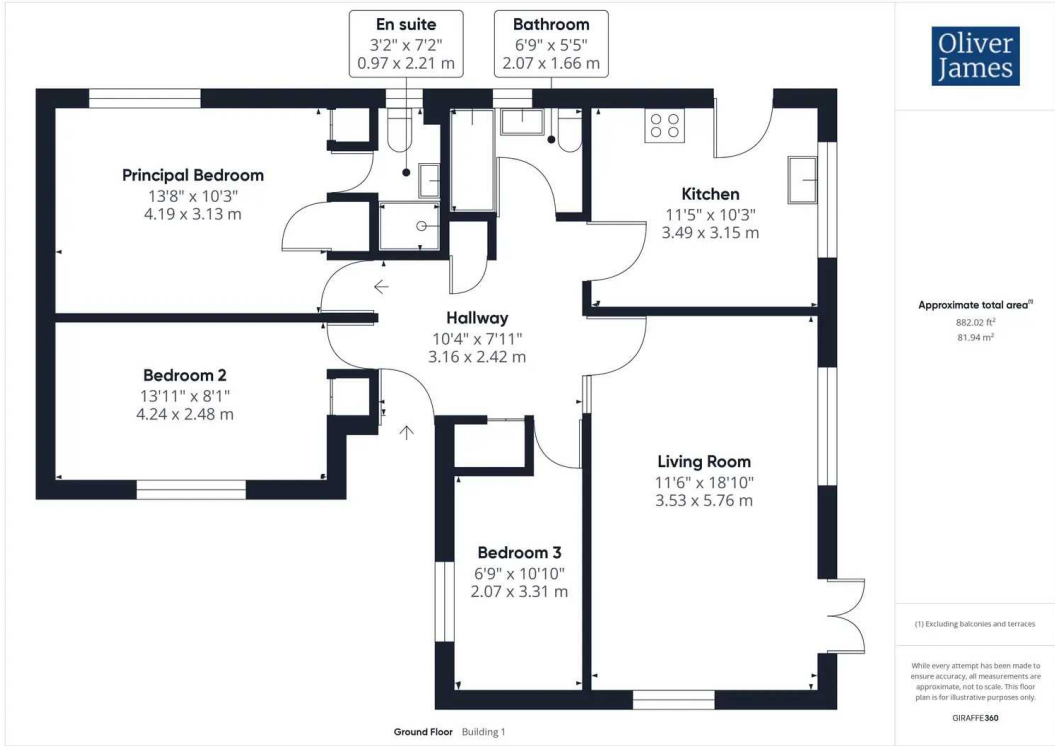 En suite
3'2" x 7'2"
0.97 x 2.21 m
Bathroom
6'9" x 5'5"
2.07 x 1.66 m
Oliver
James
Principal Bedroom
13'8" x 10'3"
4.19 x 3.13 m
Kitchen
11'5" x 10'3"
3.49 x 3.15 m
Hallway
10'4" x 7'11"
3.16 x 2.42 m
Bedroom 2
13'11" x 8'1"
4.24 x 2.48 m
Living Room
11'6" x 18'10"
3.53 x 5.76 m
Bedroom 3
6'9" x 10'10"
2.07 x 3.31 m
Ground Floor Building 1
Approximate total area⁽¹⁾
882.02 ft²
81.94 m²
(1) Excluding balconies and terraces
While every attempt has been made to
ensure accuracy, all measurements are
approximate, not to scale. This floor
plan is for illustrative purposes only.
GIRAFFE360